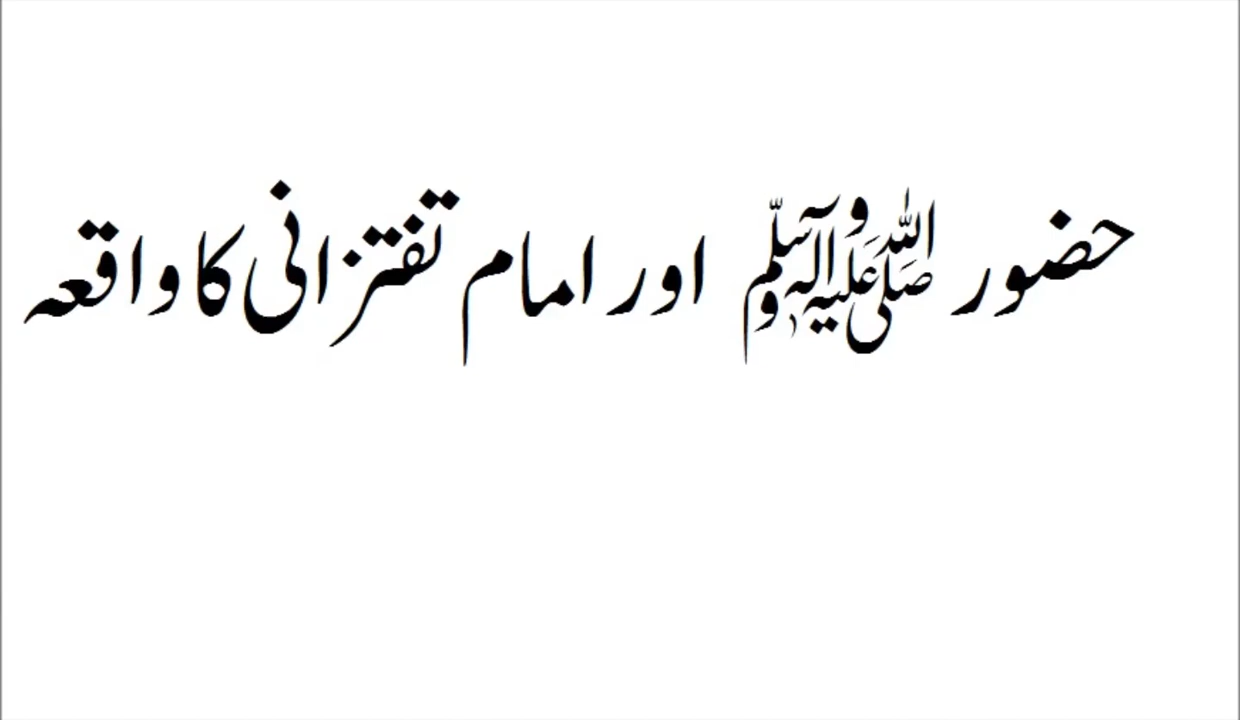 حضور صلی اللہ علیہ وآلہ وسلم اور امام تفتزانی کا واقعہ